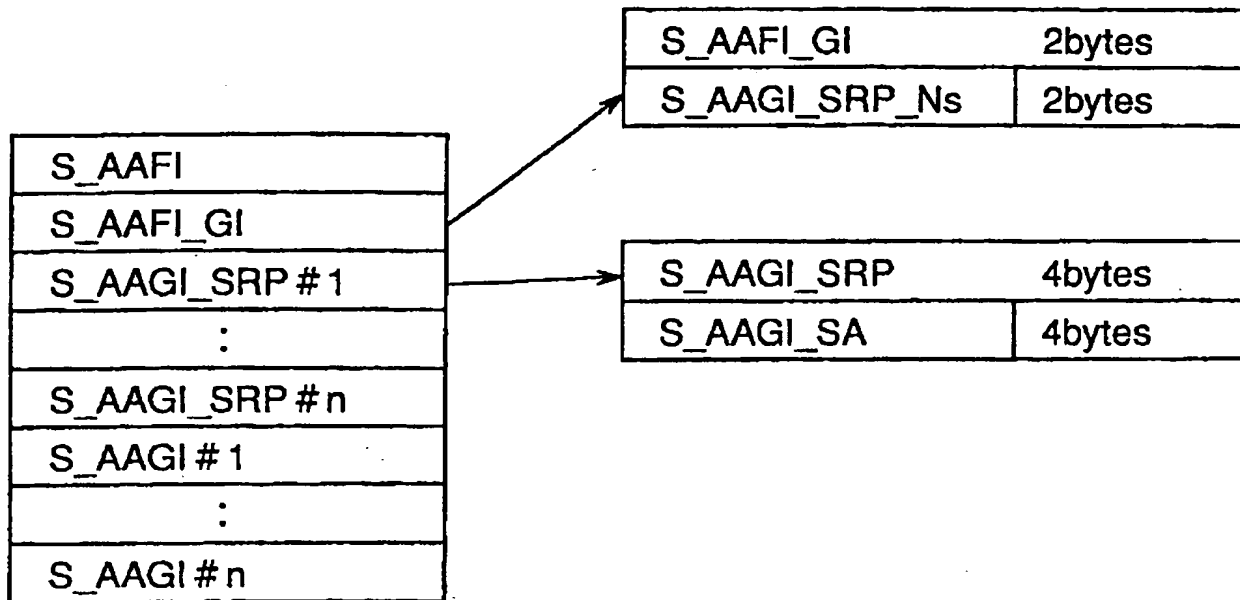 S_AAFI
S_AAFI_GI
S_AAGI_SRP#1
:
S_AAGI_SRP#n
S_AAGI#1
:
S_AAGI#n
S_AAFI_GI 2bytes
S_AAGI_SRP_Ns 2bytes
S_AAGI_SRP 4bytes
S_AAGI_SA 4bytes